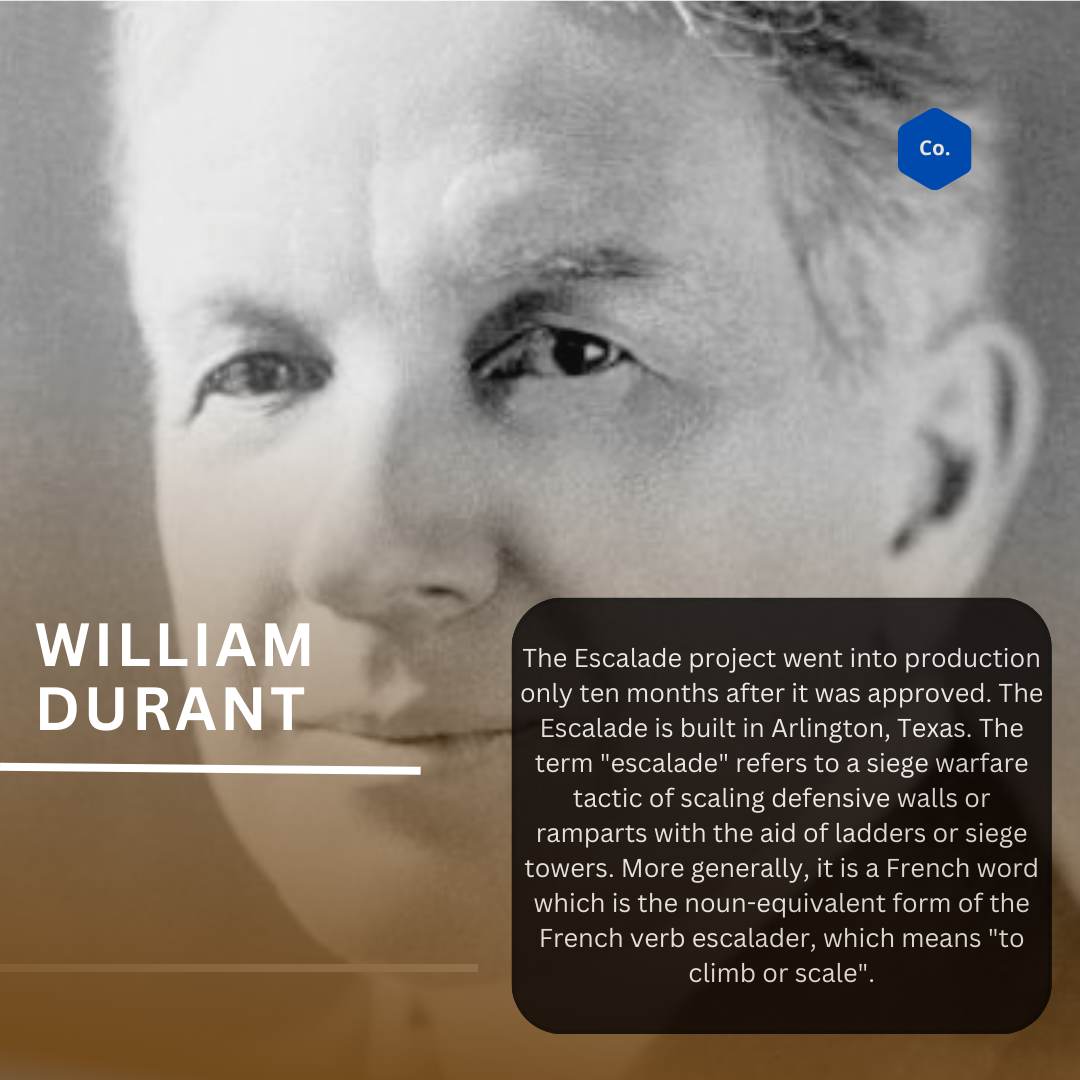 Co.
WILLIAM
DURANT
The Escalade project went into production
only ten months after it was approved. The
Escalade is built in Arlington, Texas. The
term "escalade" refers to a siege warfare
tactic of scaling defensive walls or
ramparts with the aid of ladders or siege
towers. More generally, it is a French word
which is the noun-equivalent form of the
French verb escalader, which means "to
climb or scale".